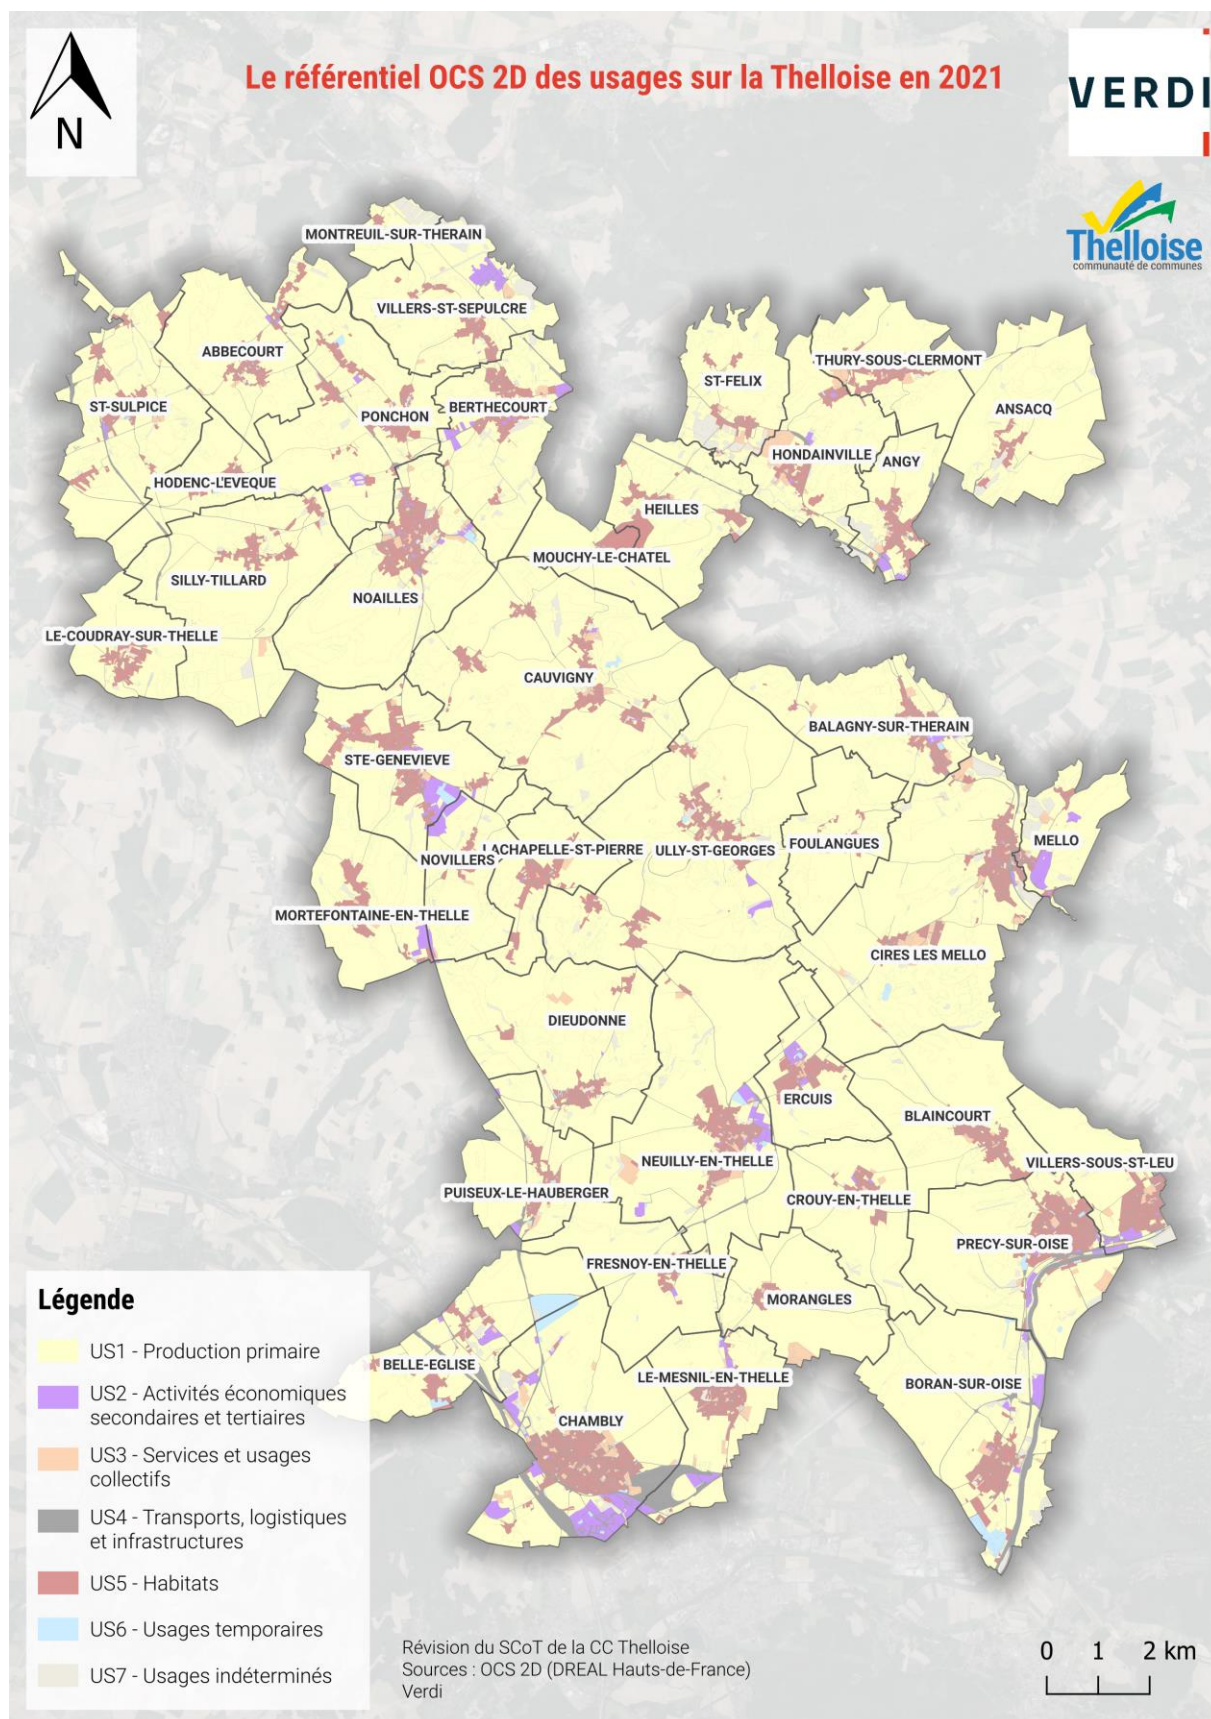 Le référentiel OCS 2D des usages sur la Thelloise en 2021
N
VERDI
Thelloise
communauté de communes
MONTREUIL-SUR-THERAIN
VILLERS-ST-SEPULCRE
ABBECOURT
THURY-SOUS-CLERMONT
ST-FELIX
ST-SULPICE
PONCHON
BERTHECOURT
ANSACQ
HONDAINVILLE
ANGY
HODENC-L'EVEQUE
HEILLES
MOUCHY-LE-CHATEL
SILLY-TILLARD
NOAILLES
LE-COUDRAY-SUR-THELLE
CAUVIGNY
BALAGNY-SUR-THERAIN
STE-GENEVIEVE
MELLO
FOULANGUES
LACHAPELLE-ST-PIERRE
ULLY-ST-GEORGES
NOVILLERS
MORTEFONTAINE-EN-THELLE
CIRES LES MELLO
DIEUDONNE
ERCUIS
BLAINCOURT
NEUILLY-EN-THELLE
VILLERS-SOUS-ST-LEU
PUISEUX-LE-HAUBERGER
CROUY-EN-THELLE
PRECY-SUR-OISE
FRESNOY-EN-THELLE
MORANGLES
BELLE-EGLISE
LE-MESNIL-EN-THELLE
BORAN-SUR-OISE
CHAMBLY
Légende
US1 - Production primaire
US2 - Activités économiques
secondaires et tertiaires
US3 - Services et usages
collectifs
US4 - Transports, logistiques
et infrastructures
US5 - Habitats
US6 - Usages temporaires
US7 - Usages indéterminés
Révision du SCoT de la CC Thelloise
Sources : OCS 2D (DREAL Hauts-de-France)
Verdi
0 1 2 km